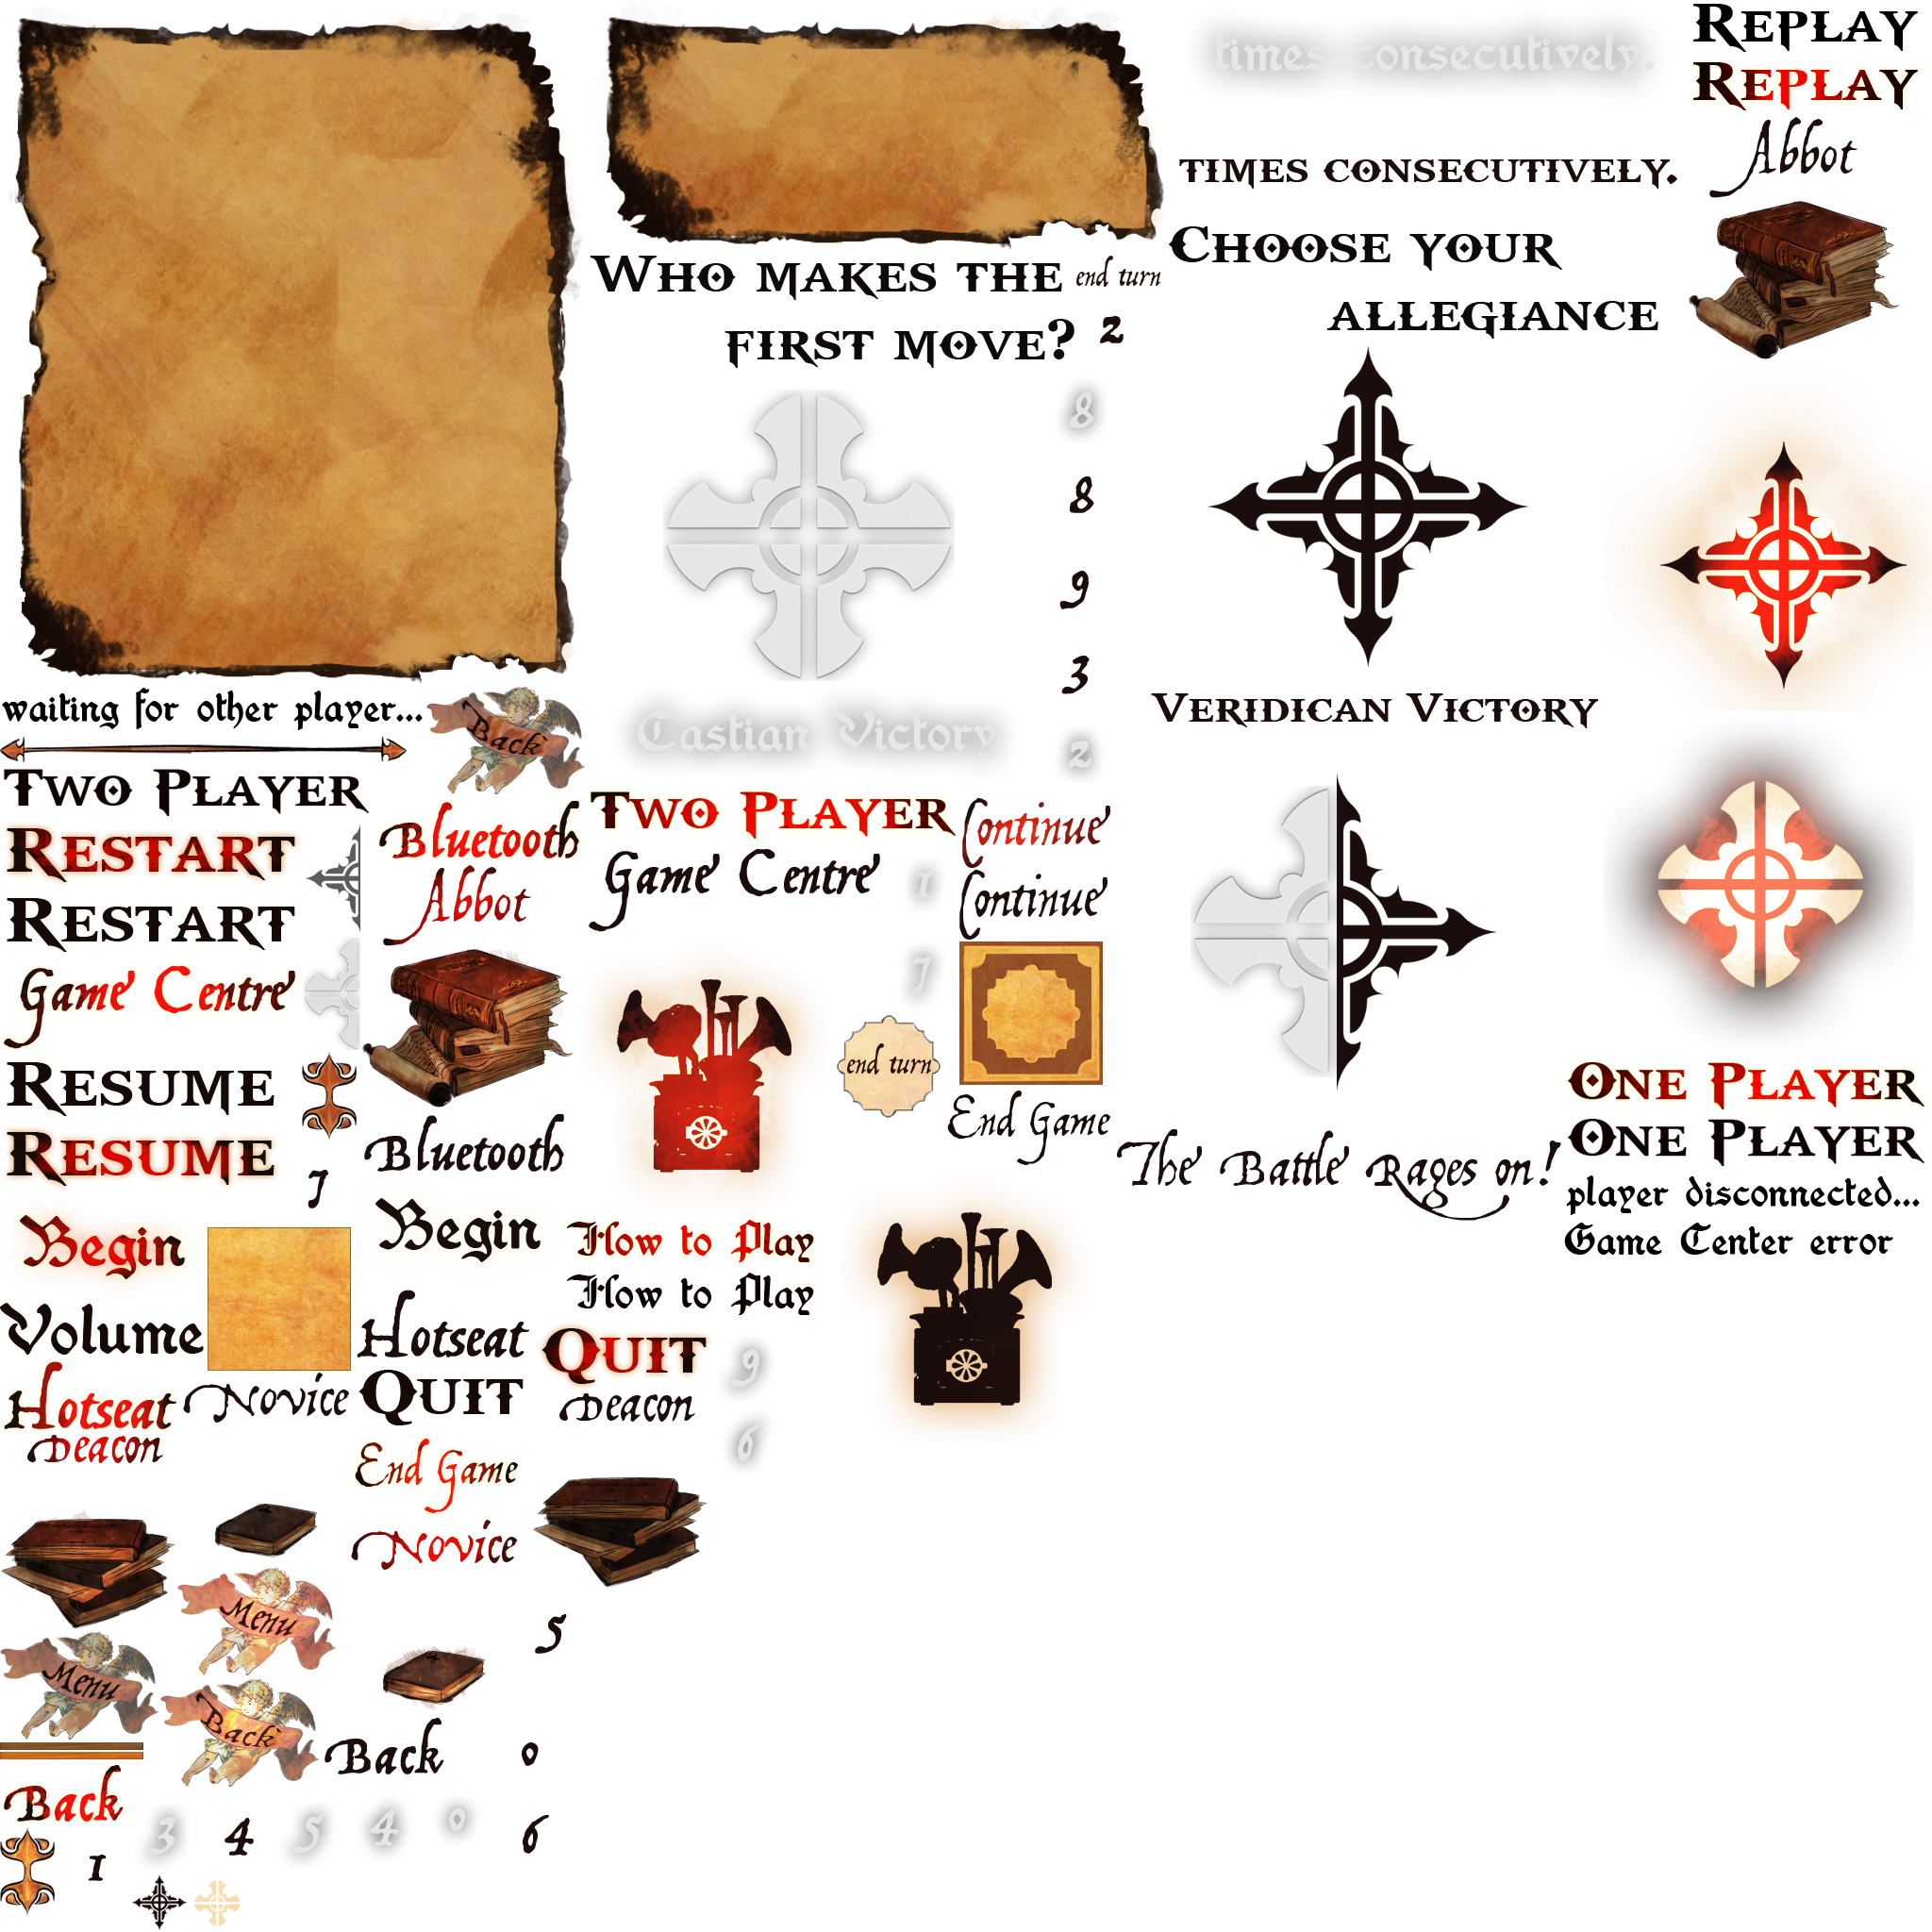 times consecutively.
REPLAY
REPLAY
Abbot
TIMES CONSECUTIVELY.
WHO MAKES THE
FIRST MOVE?
end turn
2
CHOOSE YOUR
ALLEGIANCE
8
8
9
3
2
waiting for other player...
Back
Castian Victory
VERIDICAN VICTORY
TWO PLAYER
RESTART
RESTART
Game Centre
RESUME
RESUME
7
Bluetooth
Abbot
Bluetooth
TWO PLAYER
Game Centre
1
7
Continue
Continue
end turn
End Game
The Battle Rages on!
ONE PLAYER
ONE PLAYER
player disconnected...
Game Center error
Begin
Begin
How to Play
How to Play
Volume
Hotseat
QUIT
9
Hotseat
Novice
QUIT
Deacon
Deacon
6
End Game
Novice
Menu
5
Menu
Back
Back
0
Back
3
4
5
4
0
6
1